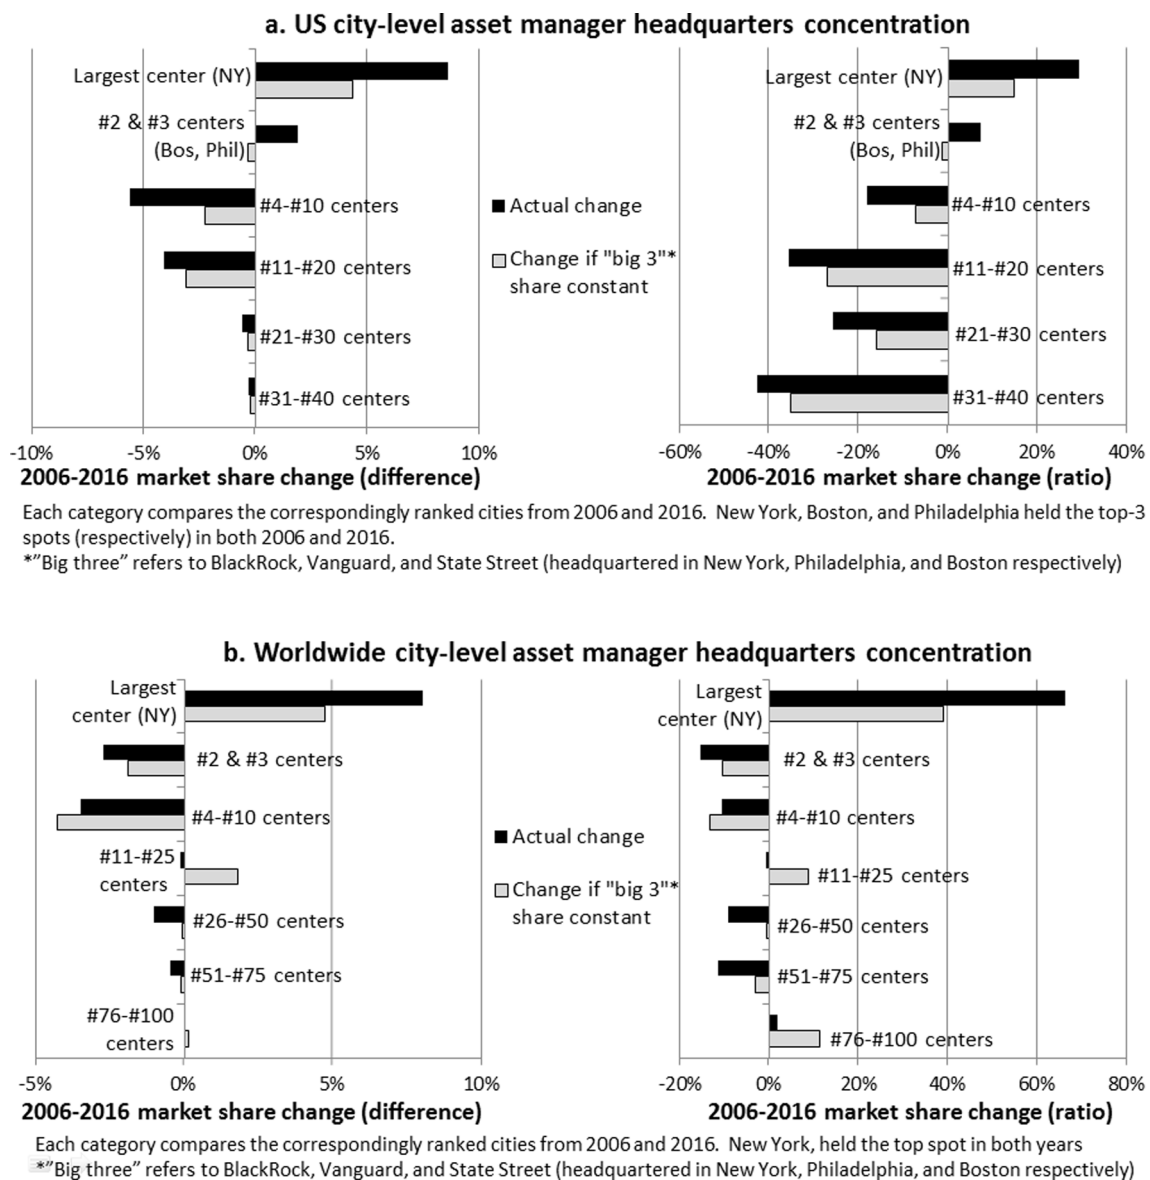 a. US city-level asset manager headquarters concentration
Largest center (NY)
#2 & #3 centers
(Bos, Phil)
#4-#10 centers
#11-#20 centers
#21-#30 centers
#31-#40 centers
-10% -5% 0% 5% 10%
2006-2016 market share change (difference)
Actual change
Change if "big 3"*
share constant
Largest center (NY)
#2 & #3 centers
(Bos, Phil)
#4-#10 centers
#11-#20 centers
#21-#30 centers
#31-#40 centers
-60% -40% -20% 0% 20% 40%
2006-2016 market share change (ratio)
Each category compares the correspondingly ranked cities from 2006 and 2016. New York, Boston, and Philadelphia held the top-3
spots (respectively) in both 2006 and 2016.
*”Big three” refers to BlackRock, Vanguard, and State Street (headquartered in New York, Philadelphia, and Boston respectively)
b. Worldwide city-level asset manager headquarters concentration
Largest
center (NY)
#2 & #3 centers
#4-#10 centers
#11-#25
centers
#26-#50 centers
#51-#75 centers
#76-#100
centers
-5% 0% 5% 10%
2006-2016 market share change (difference)
Actual change
Change if "big 3"*
share constant
Largest
center (NY)
#2 & #3 centers
#4-#10 centers
#11-#25 centers
#26-#50 centers
#51-#75 centers
#76-#100 centers
-20% 0% 20% 40% 60% 80%
2006-2016 market share change (ratio)
Each category compares the correspondingly ranked cities from 2006 and 2016. New York, held the top spot in both years
*”Big three” refers to BlackRock, Vanguard, and State Street (headquartered in New York, Philadelphia, and Boston respectively)